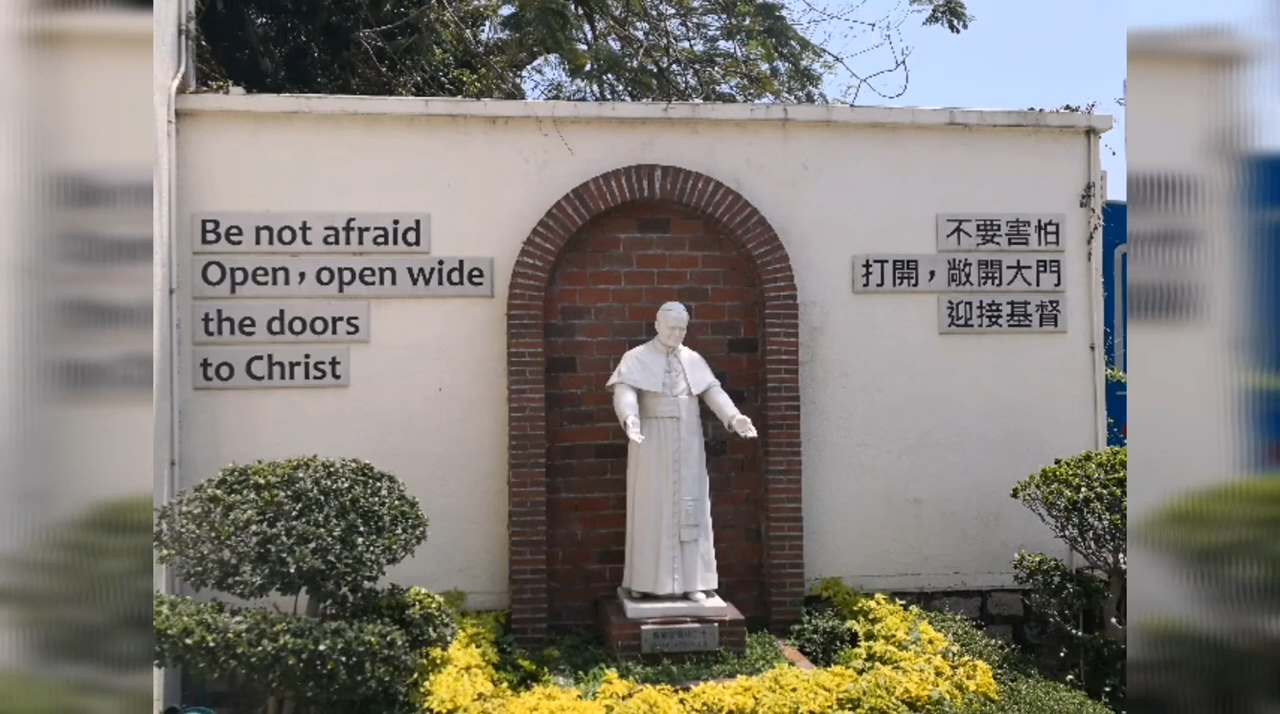 Be not afraid
Open，open wide
the doors
to Christ
不要害怕
打開，敞開大門
迎接基督